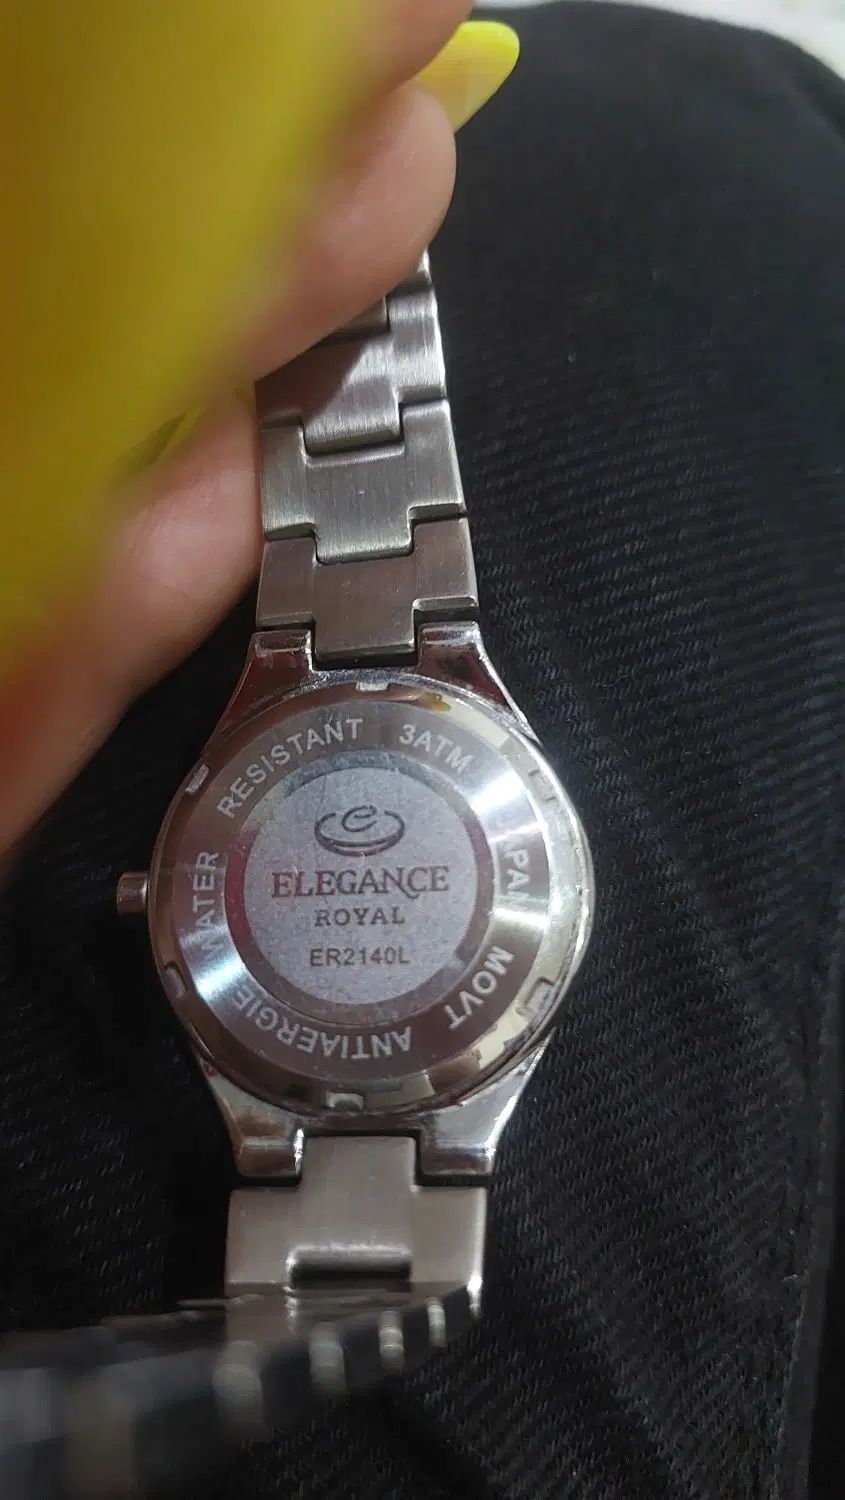 ELEGANCE
ROYAL
ER2140L
WATER RESISTANT 3ATM
MOVT ANTIAERGIE